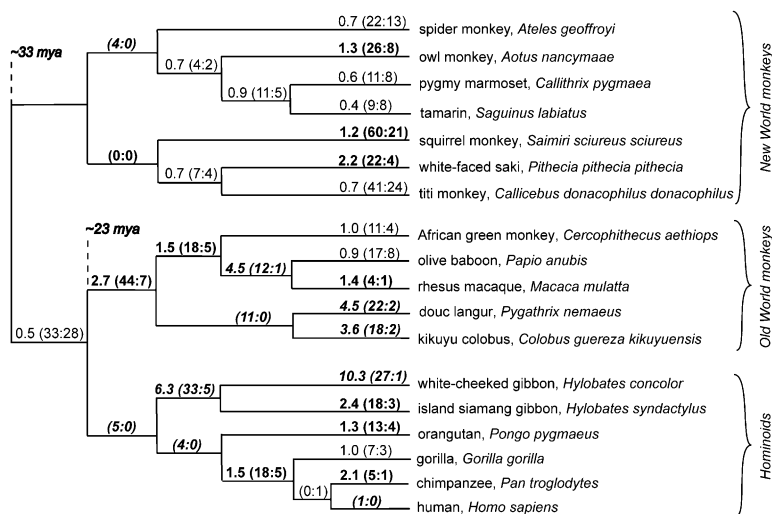 ~33 mya
(4:0)
0.7 (22:13)
spider monkey, Ateles geoffroyi
1.3 (26:8)
owl monkey, Aotus nancymaae
0.7 (4:2)
0.6 (11:8)
pygmy marmoset, Callithrix pygmaea
0.9 (11:5)
0.4 (9:8)
tamarin, Saguinus labiatus
1.2 (60:21)
squirrel monkey, Saimiri sciureus sciureus
(0:0)
2.2 (22:4)
white-faced saki, Pithecia pithecia pithecia
0.7 (7:4)
0.7 (41:24)
titi monkey, Callicebus donacophilus donacophilus
New World monkeys
~23 mya
1.0 (11:4)
African green monkey, Cercophithecus aethiops
1.5 (18:5)
0.9 (17:8)
olive baboon, Papio anubis
4.5 (12:1)
1.4 (4:1)
rhesus macaque, Macaca mulatta
2.7 (44:7)
4.5 (22:2)
douc langur, Pygathrix nemaeus
(11:0)
3.6 (18:2)
kikuyu colobus, Colobus guereza kikuyuensis
Old World monkeys
0.5 (33:28)
10.3 (27:1)
white-cheeked gibbon, Hylobates concolor
6.3 (33:5)
2.4 (18:3)
island siamang gibbon, Hylobates syndactylus
(5:0)
1.3 (13:4)
orangutan, Pongo pygmaeus
(4:0)
1.0 (7:3)
gorilla, Gorilla gorilla
1.5 (18:5)
2.1 (5:1)
chimpanzee, Pan troglodytes
(0:1)
(1:0)
human, Homo sapiens
Hominoids